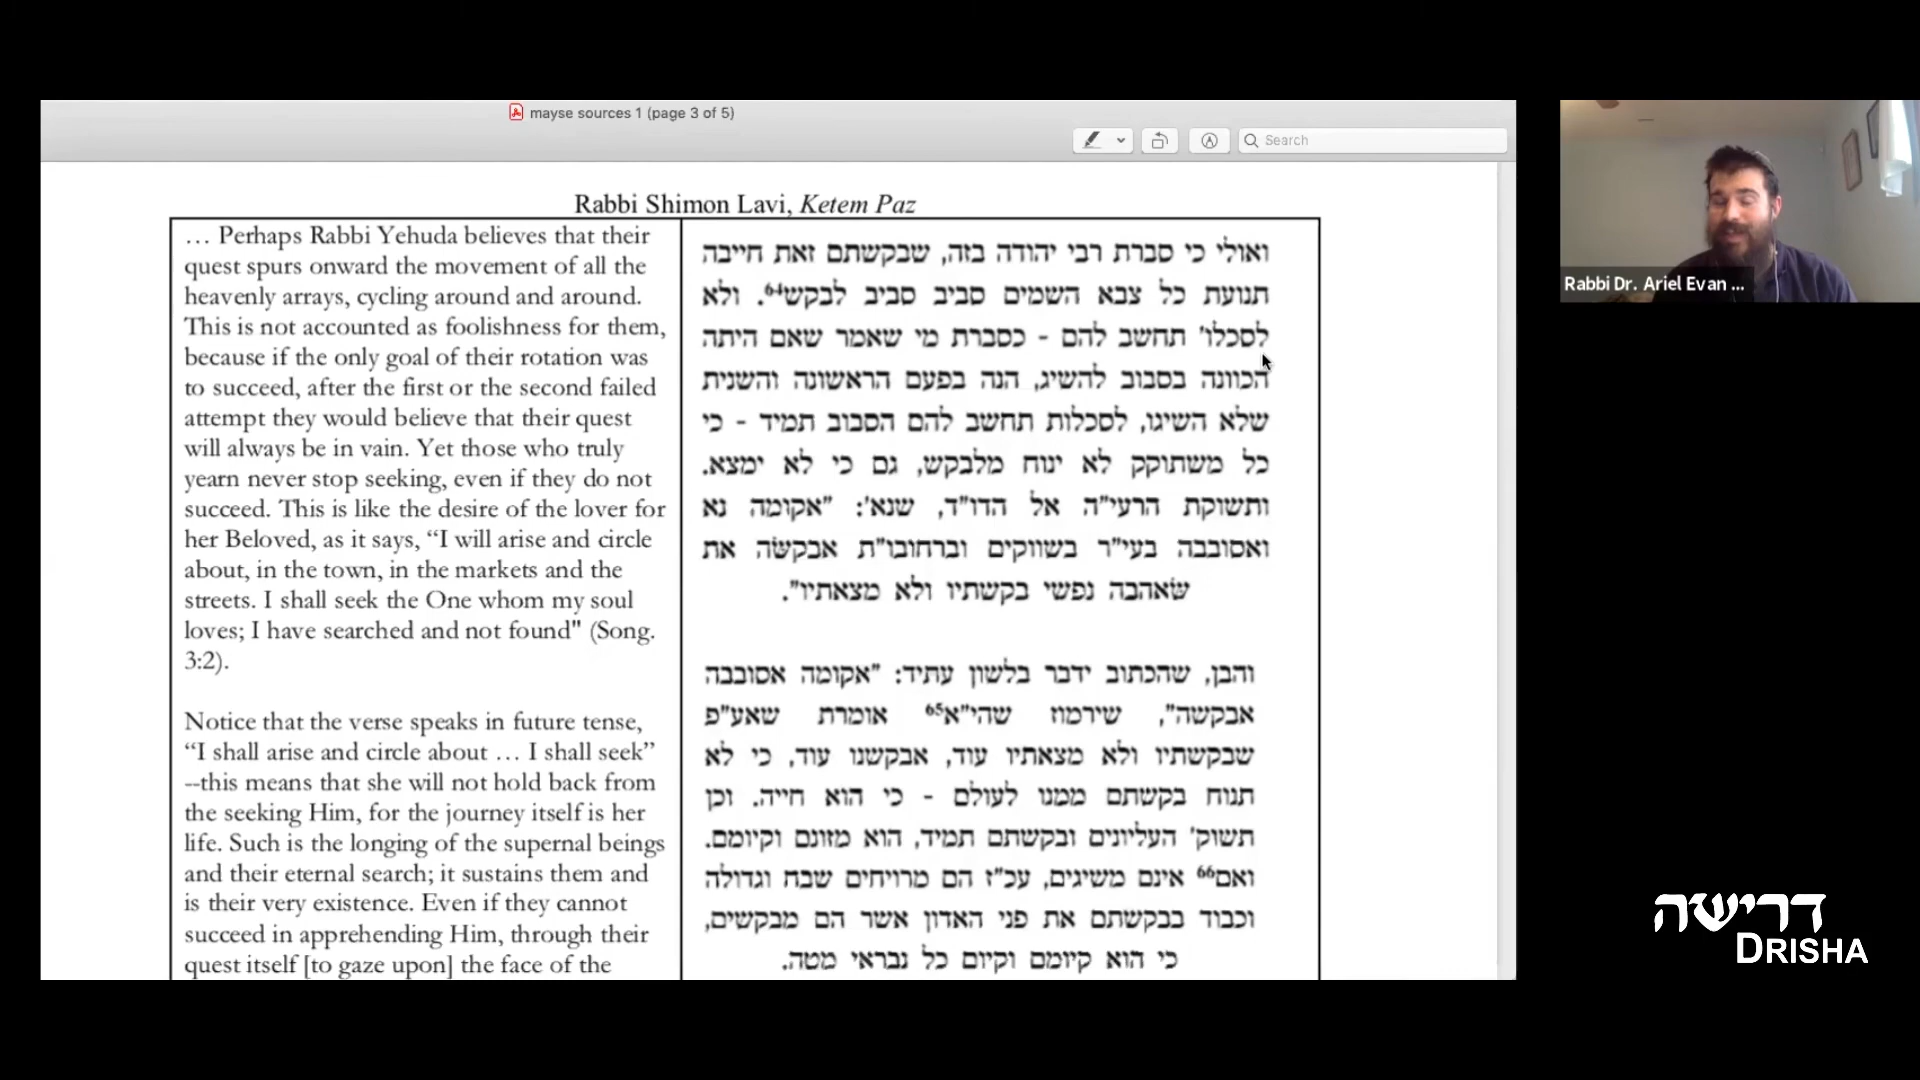 mayse sources 1 (page 3 of 5)
Search
Rabbi Shimon Lavi, Ketem Paz
… Perhaps Rabbi Yehuda believes that their
quest spurs onward the movement of all the
heavenly arrays, cycling around and around.
This is not accounted as foolishness for them,
because if the only goal of their rotation was
to succeed, after the first or the second failed
attempt they would believe that their quest
will always be in vain. Yet those who truly
yearn never stop seeking, even if they do not
succeed. This is like the desire of the lover for
her Beloved, as it says, “I will arise and circle
about, in the town, in the markets and the
streets. I shall seek the One whom my soul
loves; I have searched and not found" (Song.
3:2).
Notice that the verse speaks in future tense,
“I shall arise and circle about … I shall seek”
--this means that she will not hold back from
the seeking Him, for the journey itself is her
life. Such is the longing of the supernal beings
and their eternal search; it sustains them and
is their very existence. Even if they cannot
succeed in apprehending Him, through their
quest itself [to gaze upon] the face of the
ואולי כי סברת רבי יהודה בזה, שבקשתם זאת חייבה
תנועת כל צבא השמים סביב סביב לבקש64. ולא
לסכלו' תחשב להם - כסברת מי שאמר שאם היתה
הכוונה בסבוב להשיג, הנה בפעם הראשונה והשנית
שלא השיגו, לסכלות תחשב להם הסבוב תמיד - כי
כל משתוקק לא ינוח מלבקש, גם כי לא ימצא.
ותשוקת הרעי"ה אל הדו"ד, שנא': "אקומה נא
ואסובבה בעי"ר בשווקים וברחובו"ת אבקשה את
שאהבה נפשי בקשתיו ולא מצאתיו".
והבן, שהכתוב ידבר בלשון עתיד: "אקומה אסובבה
אבקשה", שירמוז שהי"א65 אומרת שאע"פ
שבקשתיו ולא מצאתיו עוד, אבקשנו עוד, כי לא
תנוח בקשתם ממנו לעולם - כי הוא חייה. וכן
תשוק' העליונים ובקשתם תמיד, הוא מזונם וקיומם.
ואם66 אינם משיגים, עכ"ז הם מרויחים שבח וגדולה
וכבוד בבקשתם את פני האדון אשר הם מבקשים,
כי הוא קיומם וקיום כל נבראי מטה.
Rabbi Dr. Ariel Evan ...
דרישה
DRISHA